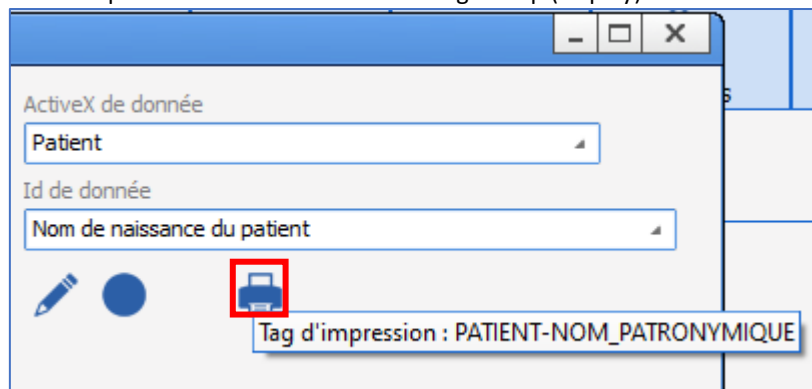 ActiveX de donnée
Patient
Id de donnée
Nom de naissance du patient
Tag d'impression : PATIENT-NOM_PATRONYMIQUE